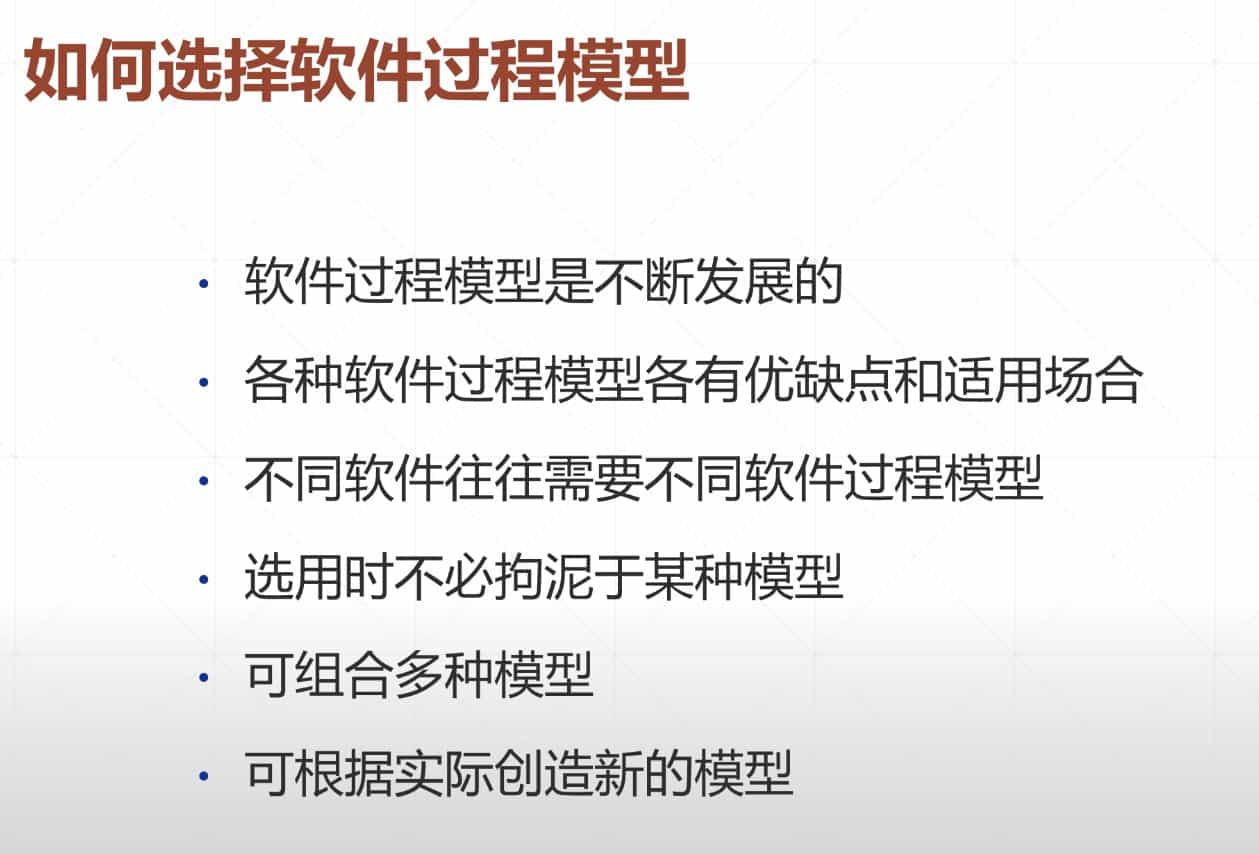 如何选择软件过程模型
• 软件过程模型是不断发展的
• 各种软件过程模型各有优缺点和适用场合
• 不同软件往往需要不同软件过程模型
• 选用时不必拘泥于某种模型
• 可组合多种模型
• 可根据实际创造新的模型